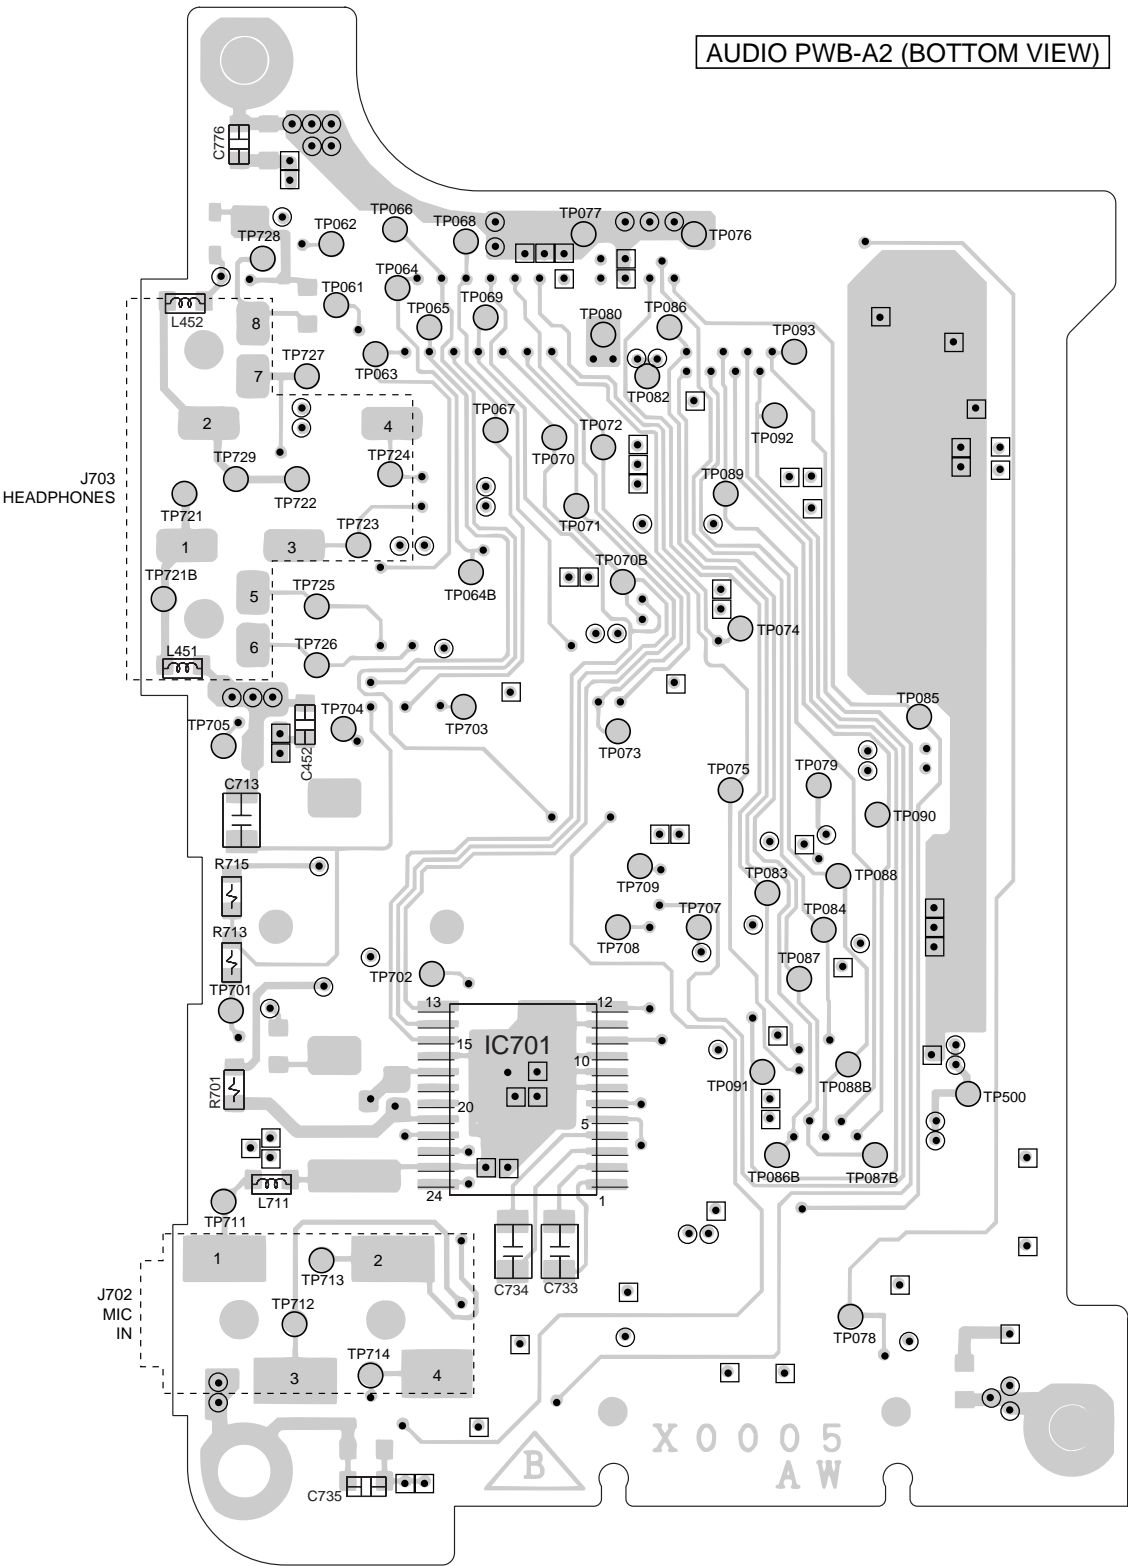 AUDIO PWB-A2 (BOTTOM VIEW)
C776
TP066
TP077
TP062
TP068
TP728
TP076
TP064
TP061
TP069
TP065
TP080
TP086
TP093
L452
8
TP063
TP727
7
TP082
TP067
TP092
2
4
TP072
TP070
TP729
TP724
TP089
J703
HEADPHONES
TP722
TP721
TP071
TP723
1
3
TP070B
TP721B
TP064B
5
TP725
TP074
6
TP726
L451
TP085
TP705
TP704
TP703
C452
TP073
TP075
TP079
C713
TP090
R715
TP709
TP083
TP088
TP707
TP084
R713
TP708
TP087
TP702
TP701
13
12
15
IC701
10
R701
TP091
TP088B
TP500
20
5
TP086B
TP087B
24
1
L711
TP711
1
TP713
2
C734
C733
J702
MIC
IN
TP712
TP078
TP714
3
4
X0005
AW
B
C735